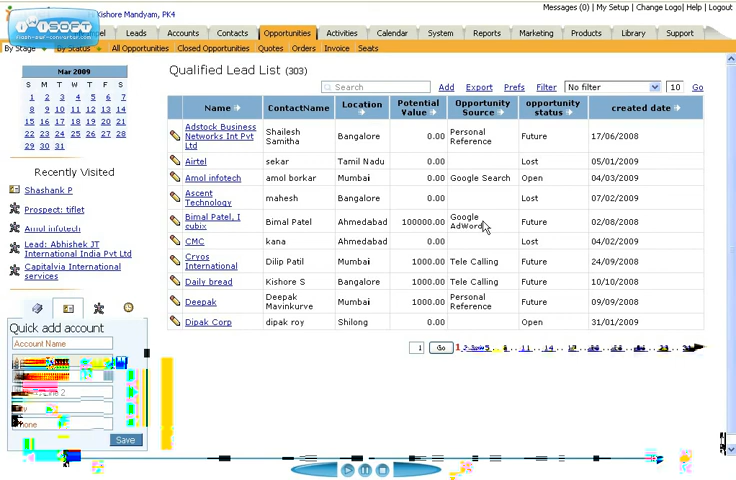 Kishore Mandyam, PK4
Messages (0) | My Setup | Change Logo| Help | Logout
Leads Accounts Contacts Opportunities Activities Calendar System Reports Marketing Products Library Support
By Stage By Status All Opportunities Closed Opportunities Quotes Orders Invoice Seats
Mar 2009
S M T W T F S
1 2 3 4 5 6 7
8 9 10 11 12 13 14
15 16 17 18 19 20 21
22 23 24 25 26 27 28
29 30 31
Recently Visited
Shashank P
Prospect: tiflet
Amol infotech
Lead: Abhishek JT
International India Pvt Ltd
Capitalvia International
services
Quick add account
Account Name
Line 2
Save
Qualified Lead List (303)
Search Add Export Prefs Filter No filter 10 Go
Name ContactName Location Potential Value Opportunity Source opportunity status created date
Adstock Business Networks Int Pvt Ltd Shailesh Samitha Bangalore 0.00 Personal Reference Future 17/06/2008
Airtel sekar Tamil Nadu 0.00 Lost 05/01/2009
Amol infotech amol borkar Mumbai 0.00 Google Search Open 04/03/2009
Ascent Technology mahesh Bangalore 0.00 Lost 07/02/2009
Bimal Patel, I cubix Bimal Patel Ahmedabad 100000.00 Google AdWord Future 02/08/2008
CMC kana Ahmedabad 0.00 Lost 04/02/2009
Cryos International Dilip Patil Mumbai 1000.00 Tele Calling Future 24/09/2008
Daily bread Kishore S Bangalore 1000.00 Tele Calling Future 10/10/2008
Deepak Deepak Mavinkurve Mumbai 1000.00 Personal Reference Future 09/09/2008
Dipak Corp dipak roy Shilong 0.00 Open 31/01/2009
1 Go 1